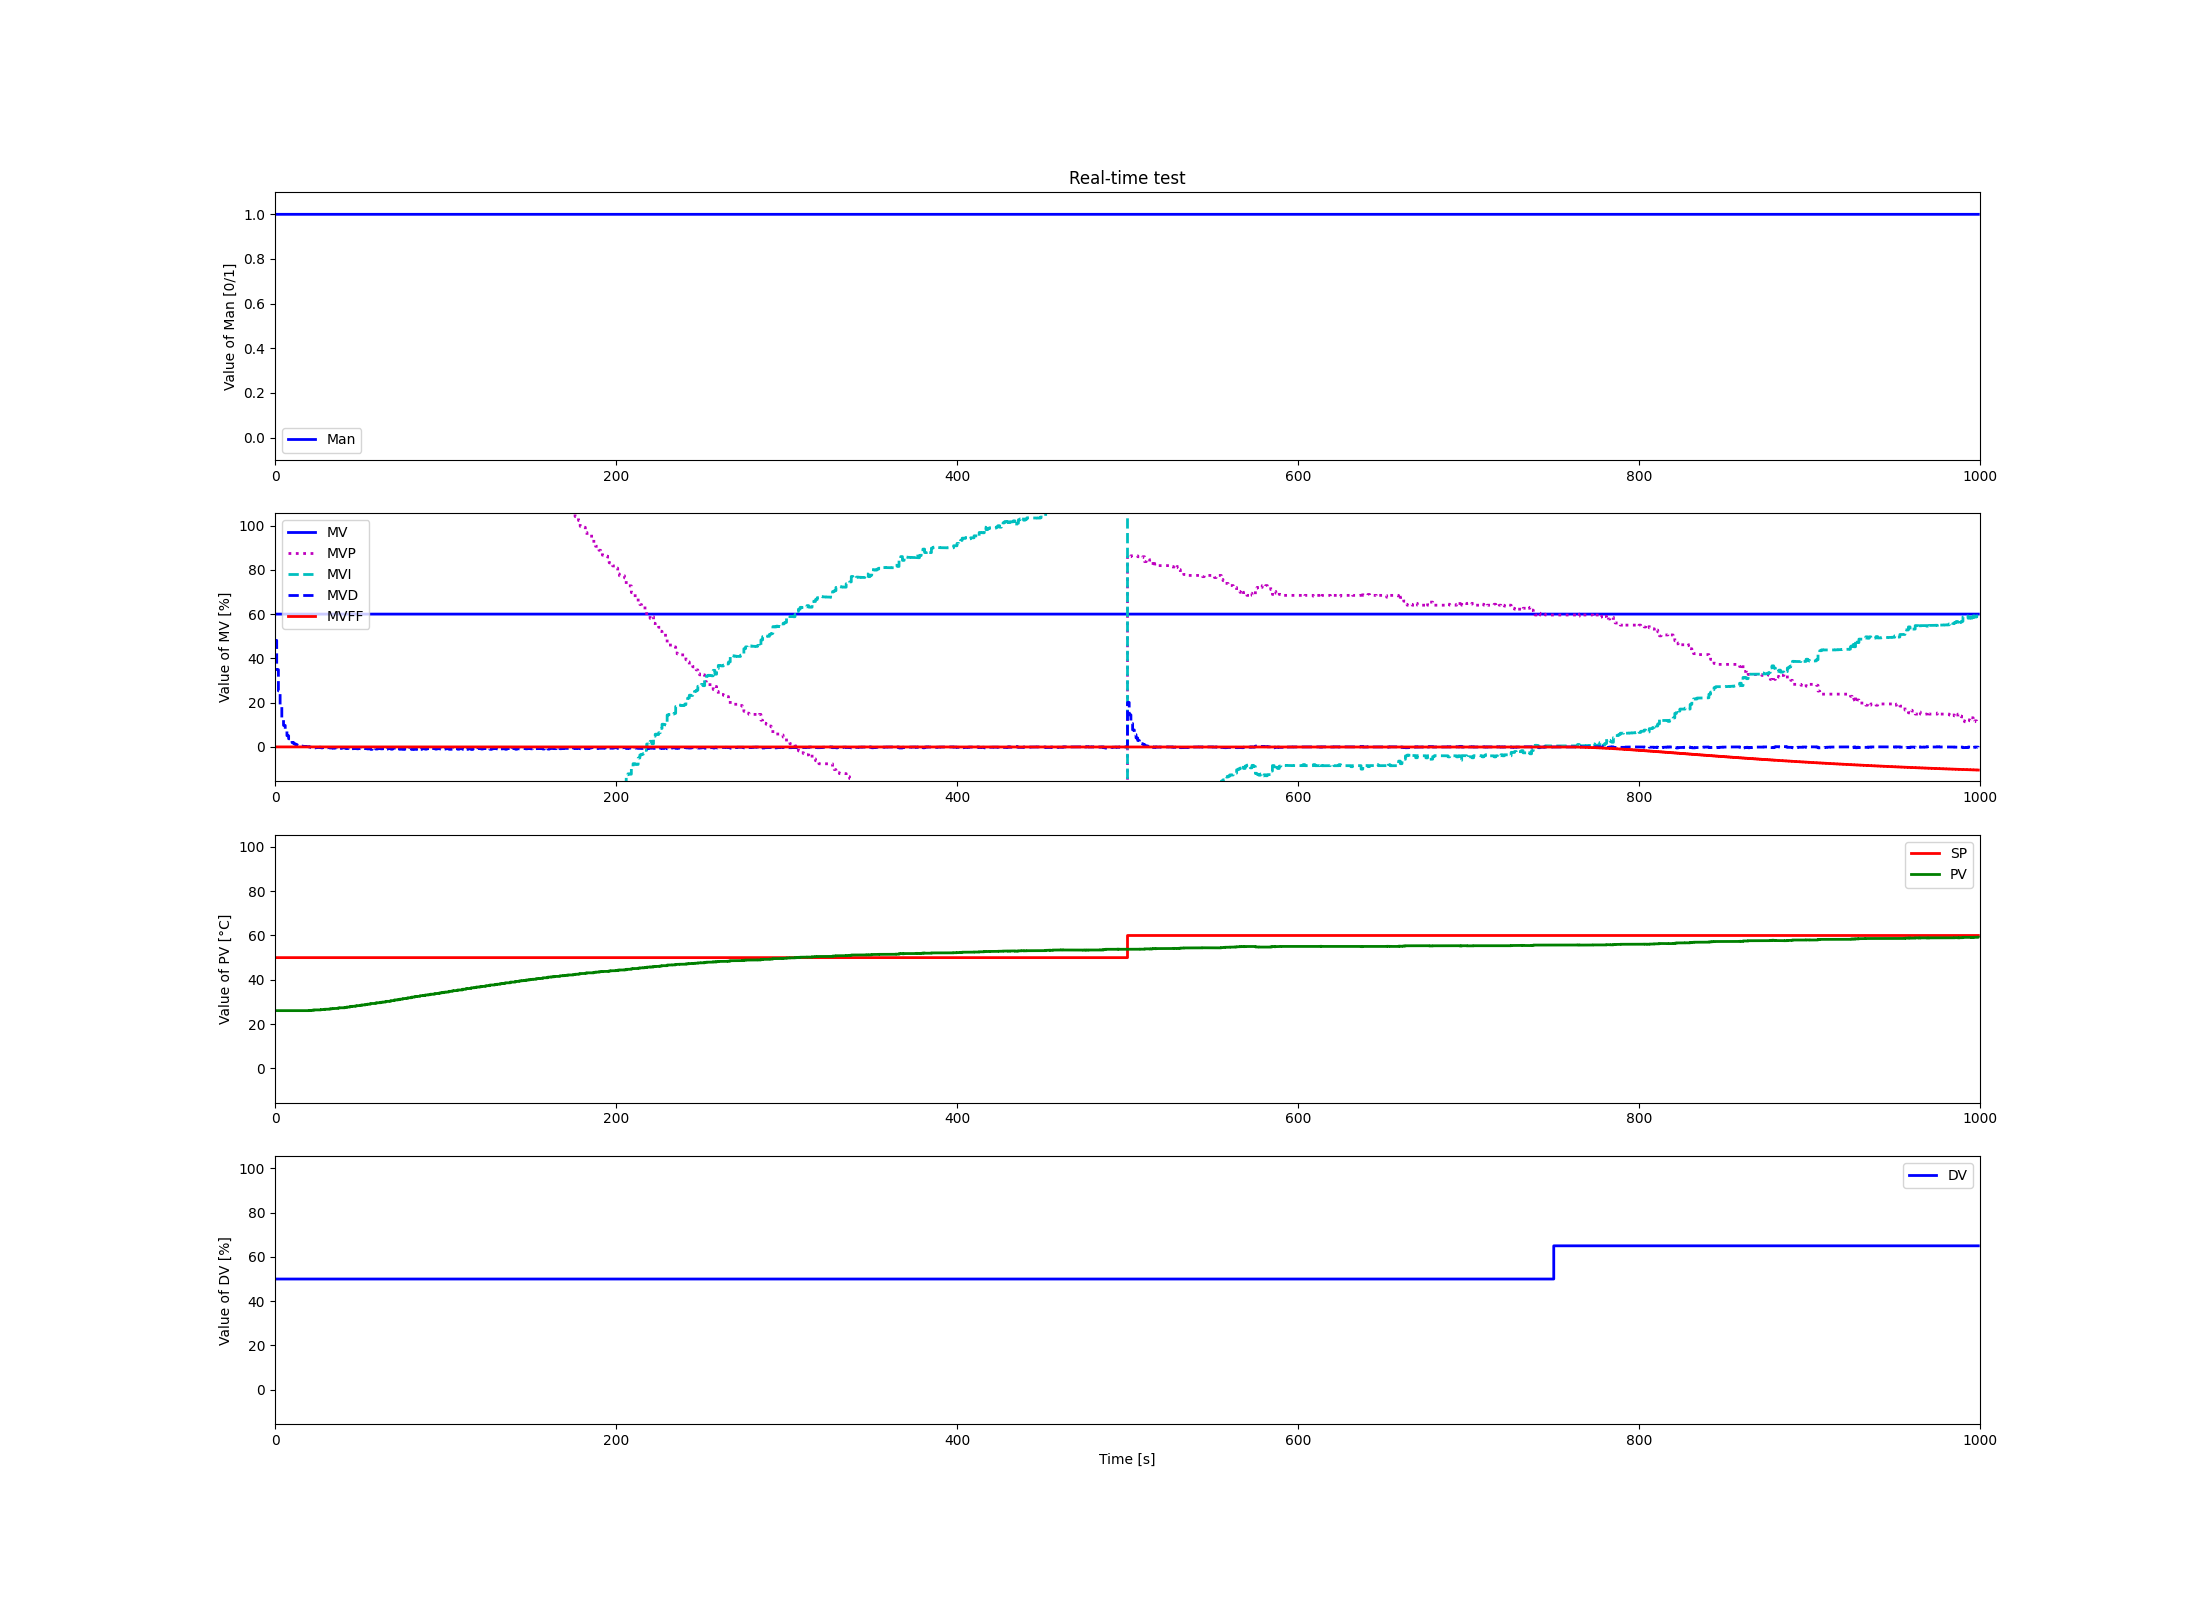 Real-time test
Value of Man [0/1]
1.0
0.8
0.6
0.4
0.2
0.0
Man
0 200 400 600 800 1000
Value of MV [%]
100
80
60
40
20
0
MV
MVP
MVI
MVD
MVFF
0 200 400 600 800 1000
Value of PV [°C]
100
80
60
40
20
0
SP
PV
0 200 400 600 800 1000
Value of DV [%]
100
80
60
40
20
0
DV
0 200 400 600 800 1000
Time [s]